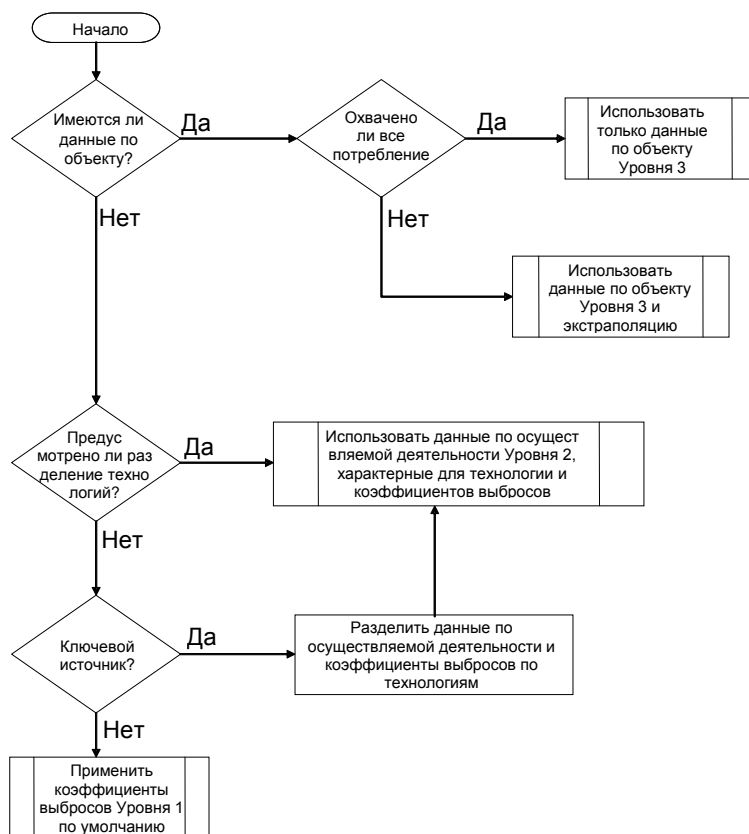 Начало
Имеются ли
данные по
объекту?
Да
Охвачено
ли все
потребление
Да
Использовать
только данные
по объекту
Уровня 3
Нет
Нет
Использовать
данные по объекту
Уровня 3 и
экстраполяцию
Предус
мотрено ли раз
деление техно
логий?
Да
Использовать данные по осущест
вляемой деятельности Уровня 2,
характерные для технологии и
коэффициентов выбросов
Нет
Ключевой
источник?
Да
Разделить данные по
осуществляемой деятельности и
коэффициенты выбросов по
технологиям
Нет
Применить
коэффициенты
выбросов Уровня 1
по умолчанию